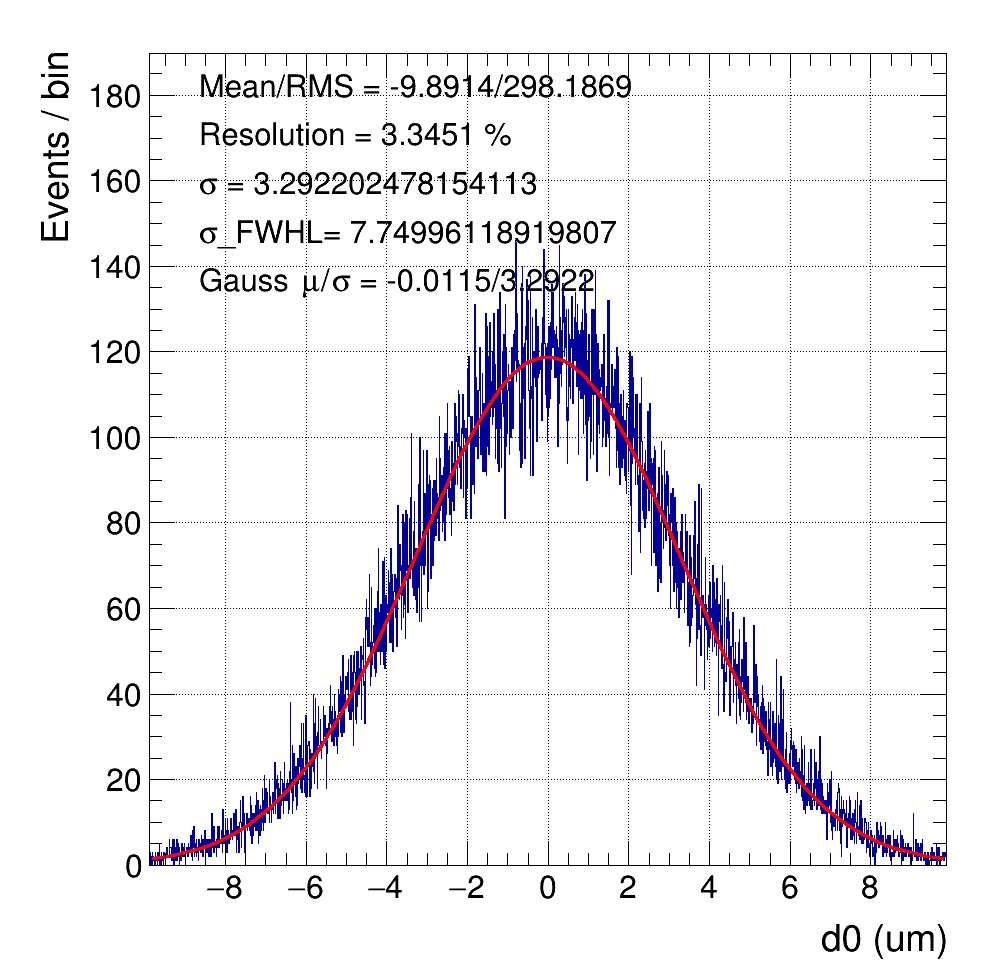 Events / bin
Mean/RMS = -9.8914/298.1869
Resolution = 3.3451 %
σ = 3.292202478154113
σ_FWHL= 7.74996118919807
Gauss μ/σ = -0.0115/3.2922
180
160
140
120
100
80
60
40
20
0
−8 −6 −4 −2 0 2 4 6 8
d0 (um)